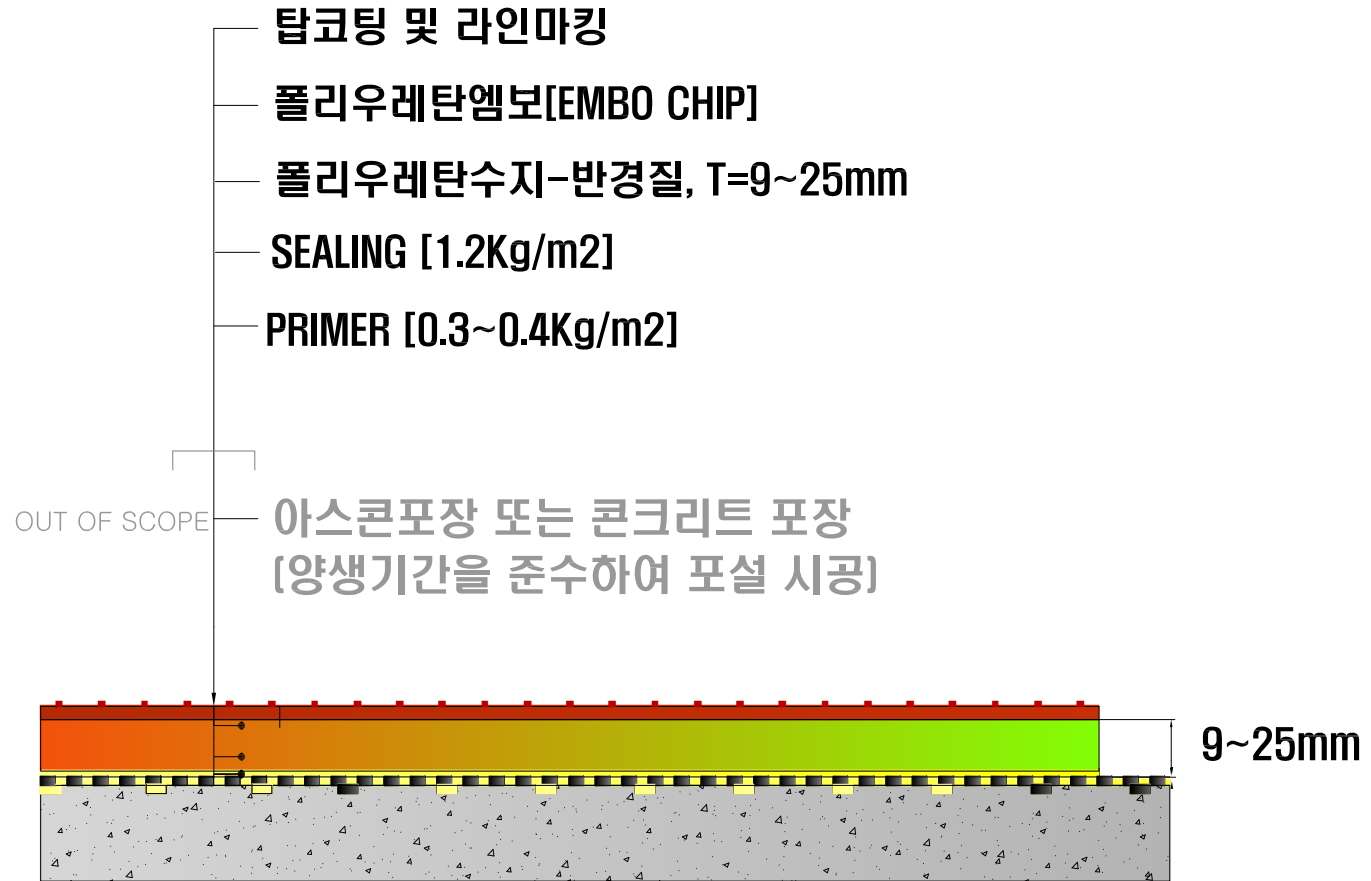 탑코팅 및 라인마킹
폴리우레탄엠보[EMBO CHIP]
폴리우레탄수지-반경질, T=9~25mm
SEALING [1.2Kg/m2]
PRIMER [0.3~0.4Kg/m2]
OUT OF SCOPE
아스콘포장 또는 콘크리트 포장
(양생기간을 준수하여 포설 시공)
9~25mm